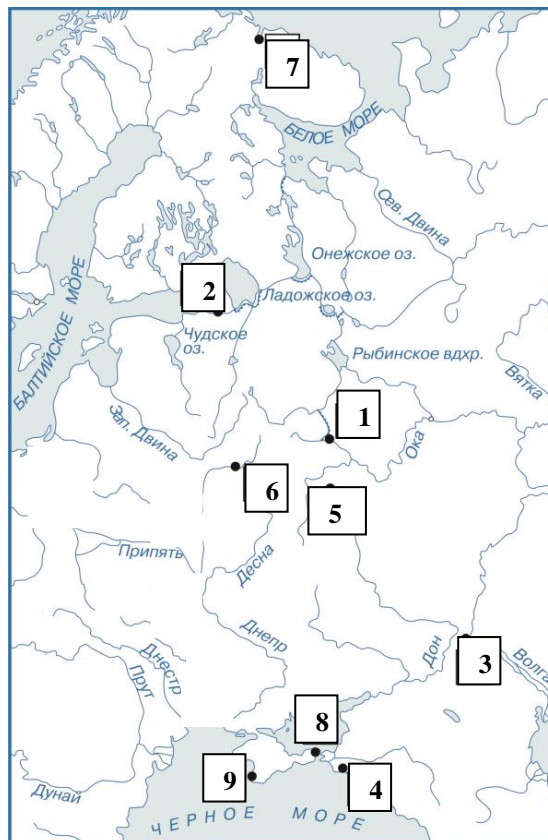 7
БЕЛОЕ МОРЕ
Сев. Двина
Онежское оз.
2
Ладожское оз.
БАЛТИЙСКОЕ МОРЕ
Чудское
оз.
Рыбинское вдхр.
Вятка
1
Зап. Двина
Ока
6
5
Припять
Десна
Днепр
Дон
3
Волга
Днестр
Прут
8
9
4
Дунай
ЧЕРНОЕ МОРЕ